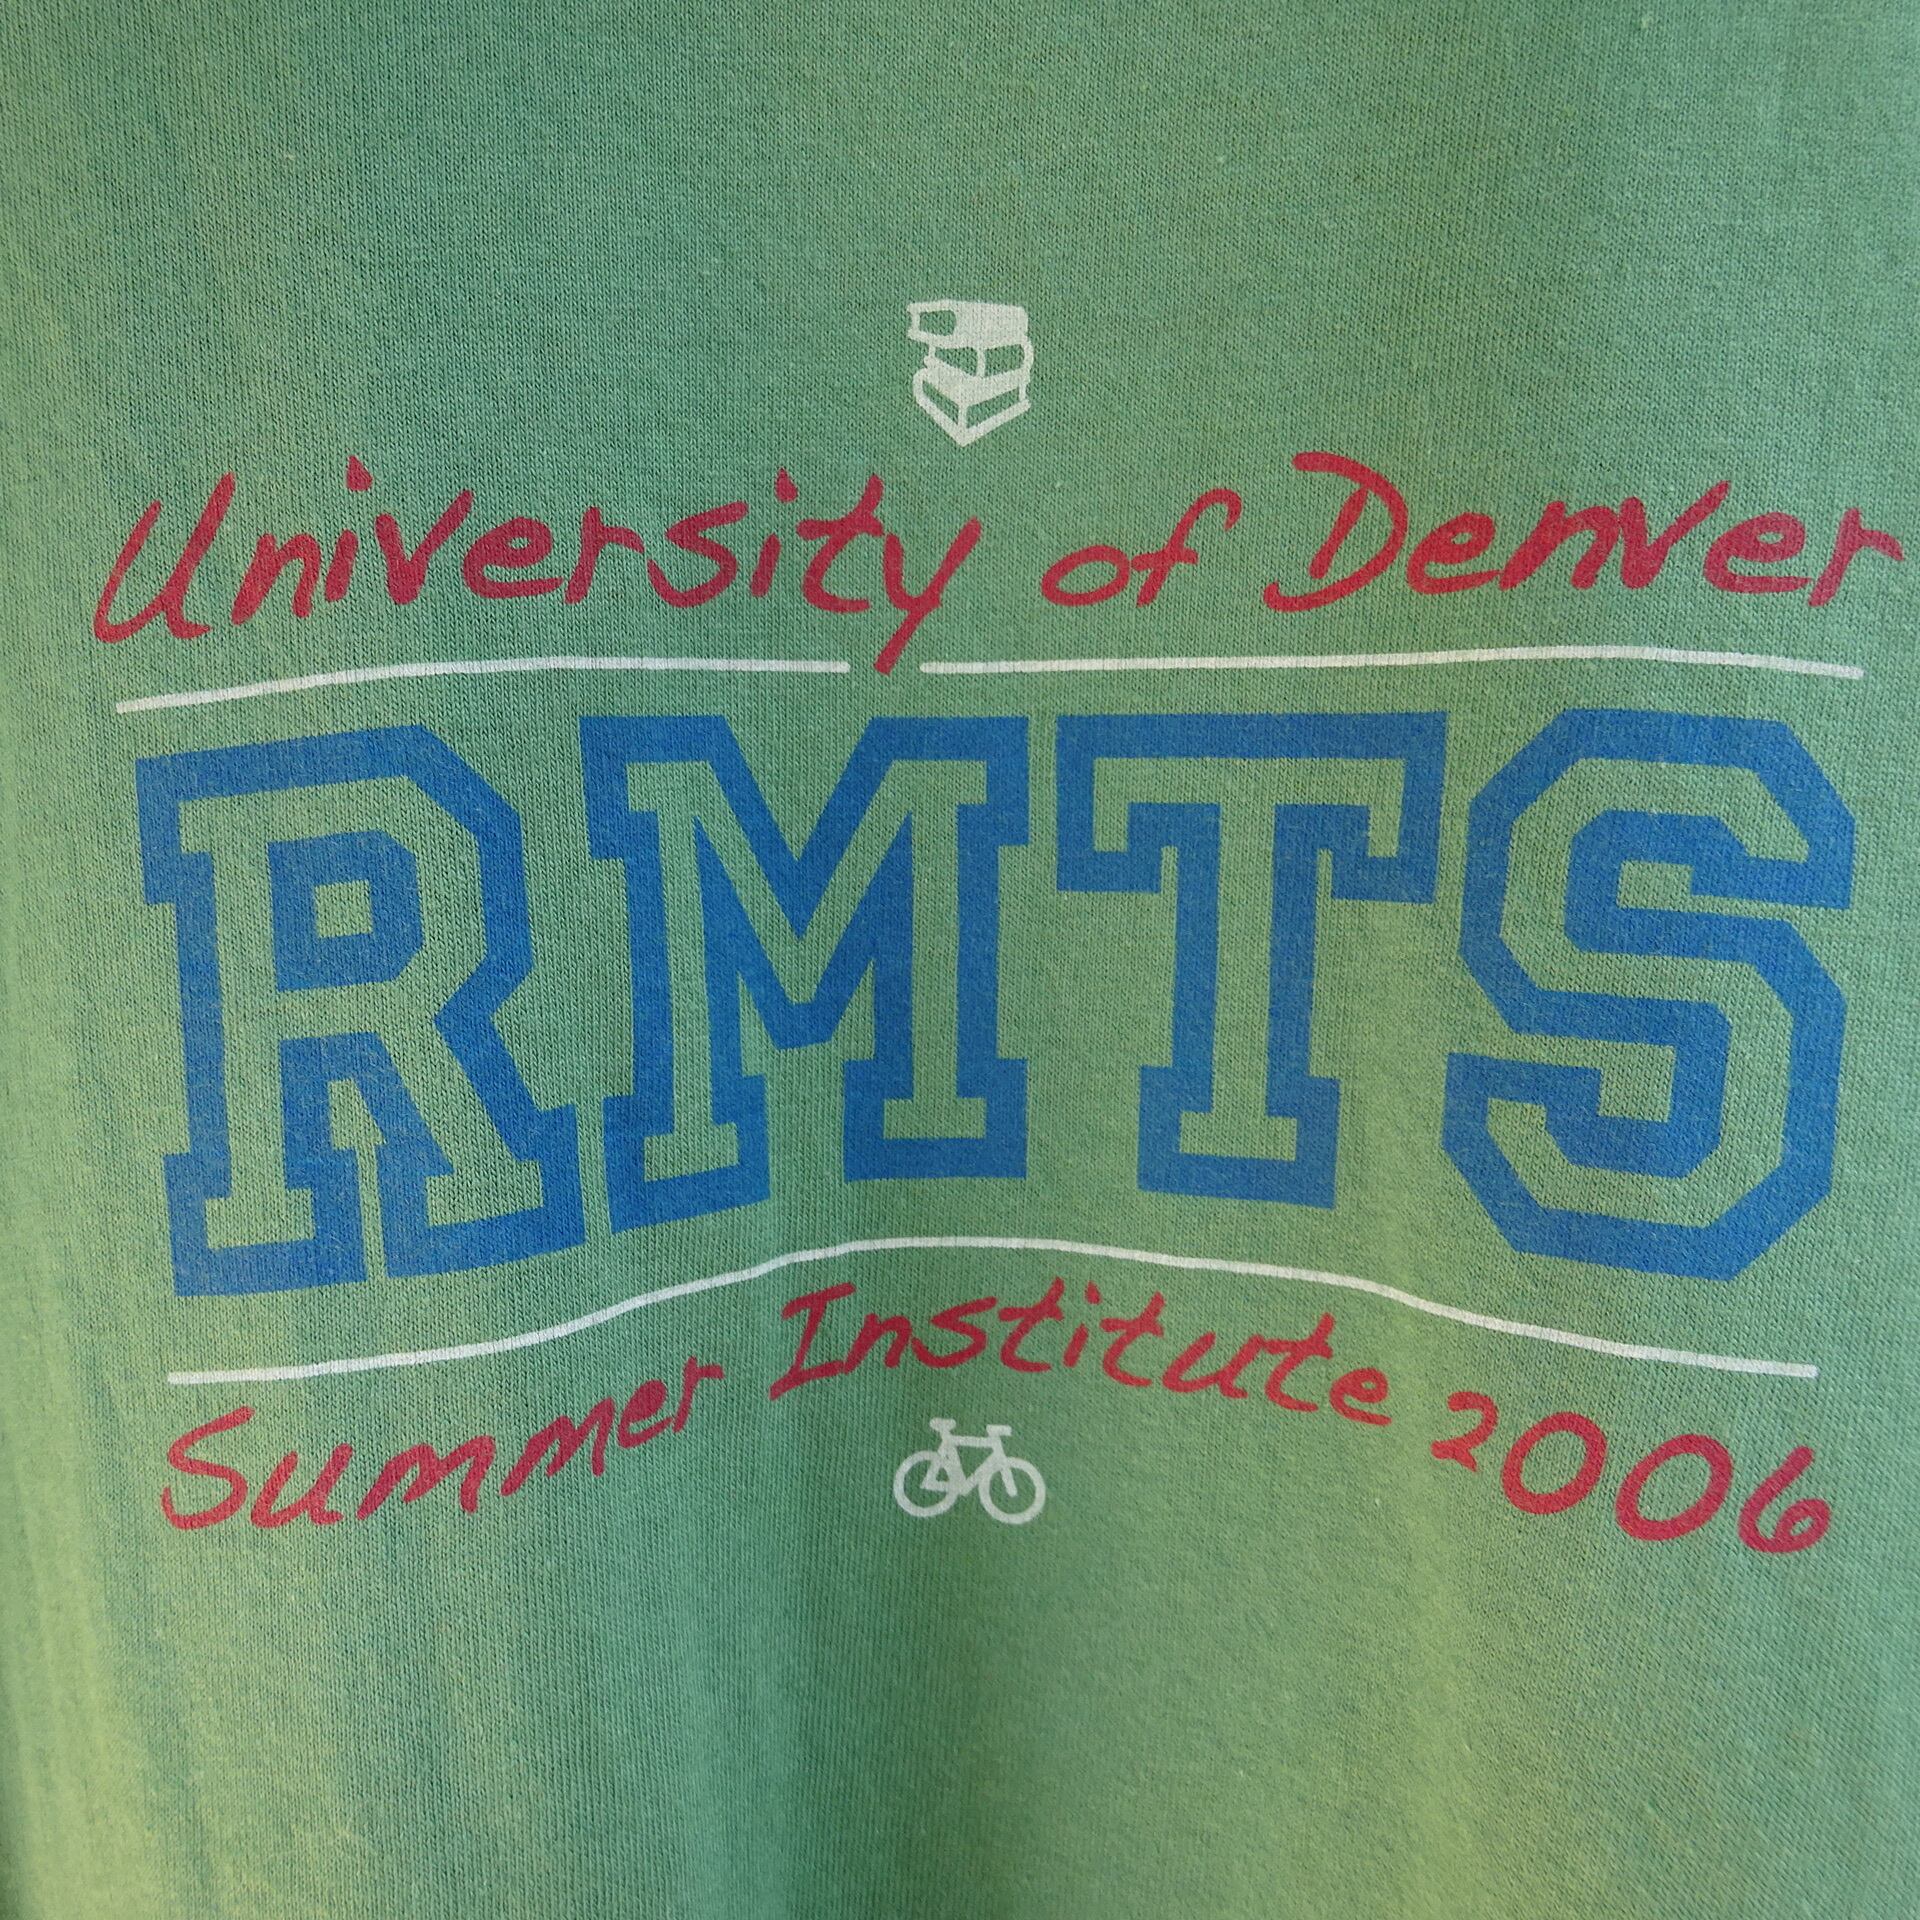 University of Denver
RMTS
Summer Institute 2006